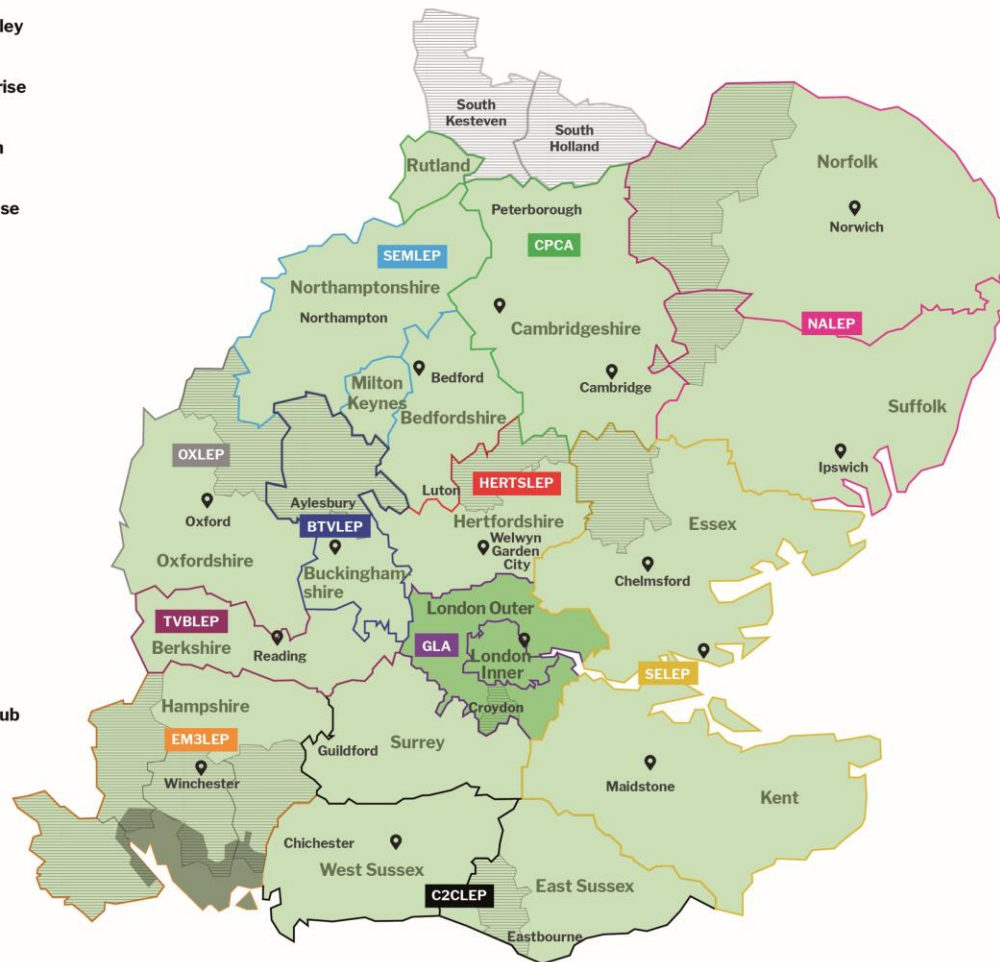 ley
rise
n
se
ub
South
Kesteven
South
Holland
Rutland
Norfolk
Peterborough
Norwich
SEMLEP
CPCA
Northamptonshire
Northampton
Cambridgeshire
NALEP
Bedford
Milton
Keynes
Cambridge
Bedfordshire
Suffolk
OXLEP
Ipswich
Luton
HERTSLEP
Aylesbury
Oxford
BTVLEP
Hertfordshire
Essex
Welwyn
Garden
City
Oxfordshire
Buckingham-
shire
Chelmsford
London Outer
TVBLEP
Berkshire
Reading
GLA
London
Inner
SELEP
Croydon
Hampshire
EM3LEP
Guildford
Surrey
Winchester
Maidstone
Kent
Chichester
West Sussex
C2CLEP
East Sussex
Eastbourne